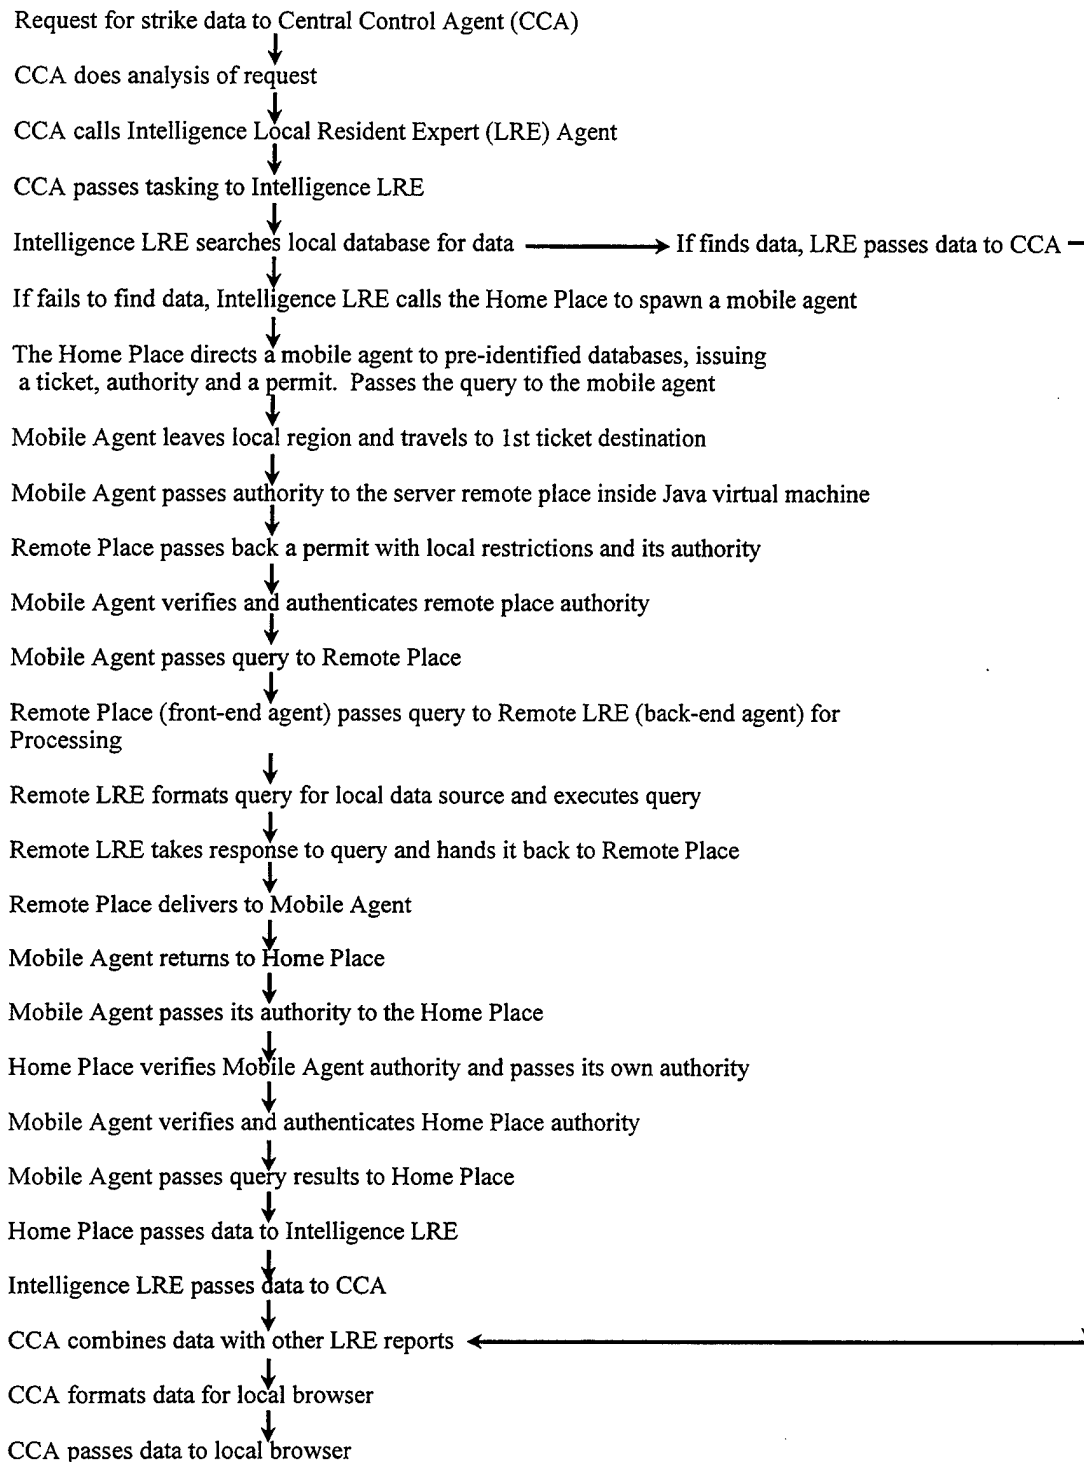 Request for strike data to Central Control Agent (CCA)
CCA does analysis of request
CCA calls Intelligence Local Resident Expert (LRE) Agent
CCA passes tasking to Intelligence LRE
Intelligence LRE searches local database for data
If finds data, LRE passes data to CCA
If fails to find data, Intelligence LRE calls the Home Place to spawn a mobile agent
The Home Place directs a mobile agent to pre-identified databases, issuing
a ticket, authority and a permit. Passes the query to the mobile agent
Mobile Agent leaves local region and travels to 1st ticket destination
Mobile Agent passes authority to the server remote place inside Java virtual machine
Remote Place passes back a permit with local restrictions and its authority
Mobile Agent verifies and authenticates remote place authority
Mobile Agent passes query to Remote Place
Remote Place (front-end agent) passes query to Remote LRE (back-end agent) for
Processing
Remote LRE formats query for local data source and executes query
Remote LRE takes response to query and hands it back to Remote Place
Remote Place delivers to Mobile Agent
Mobile Agent returns to Home Place
Mobile Agent passes its authority to the Home Place
Home Place verifies Mobile Agent authority and passes its own authority
Mobile Agent verifies and authenticates Home Place authority
Mobile Agent passes query results to Home Place
Home Place passes data to Intelligence LRE
Intelligence LRE passes data to CCA
CCA combines data with other LRE reports
CCA formats data for local browser
CCA passes data to local browser